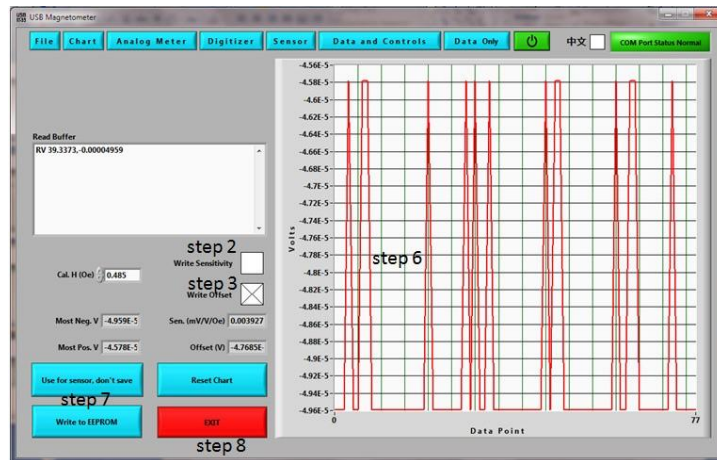 USB Magnetometer
File Chart Analog Meter Digitizer Sensor Data and Controls Data Only 中文 COM Port Status Normal
Read Buffer
RV 39.3373,-0.00004959
step 2
Write Sensitivity
Cal. H (Oe) 0.485
step 3
Write Offset
Most Neg. V -4.959E-5
Sen. (mV/V/Oe) 0.003927
Most Pos. V -4.578E-5
Offset (V) -4.7685E-
Use for sensor, don't save
Reset Chart
step 7
Write to EEPROM
EXIT
step 8
Volts
-4.56E-5
-4.58E-5
-4.6E-5
-4.62E-5
-4.64E-5
-4.66E-5
-4.68E-5
-4.7E-5
-4.72E-5
-4.74E-5
-4.76E-5
-4.78E-5
-4.8E-5
-4.82E-5
-4.84E-5
-4.86E-5
-4.88E-5
-4.9E-5
-4.92E-5
-4.94E-5
-4.96E-5
step 6
0
77
Data Point